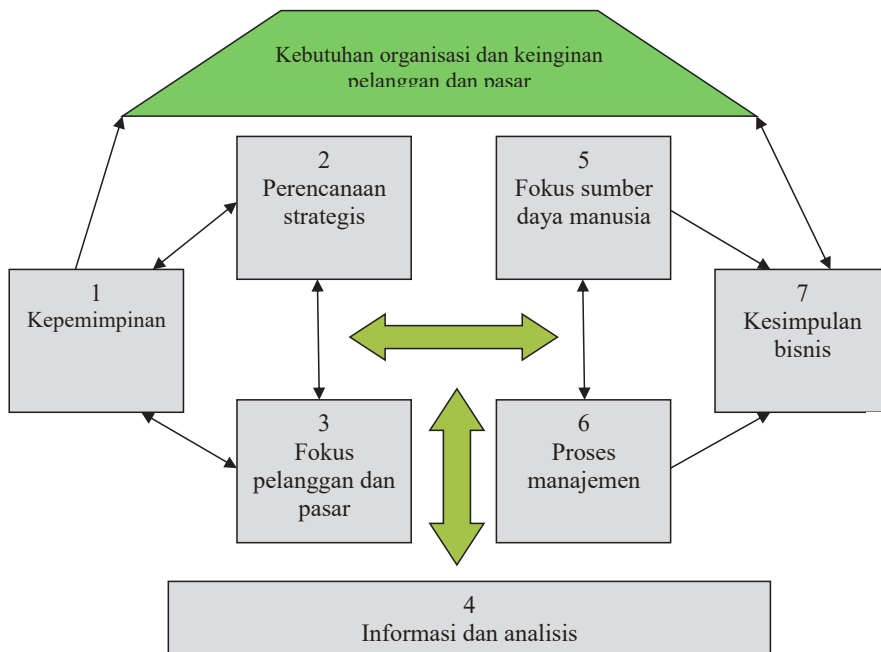 Kebutuhan organisasi dan keinginan
pelanggan dan pasar
1
Kepemimpinan
2
Perencanaan
strategis
3
Fokus
pelanggan dan
pasar
5
Fokus sumber
daya manusia
6
Proses
manajemen
7
Kesimpulan
bisnis
4
Informasi dan analisis